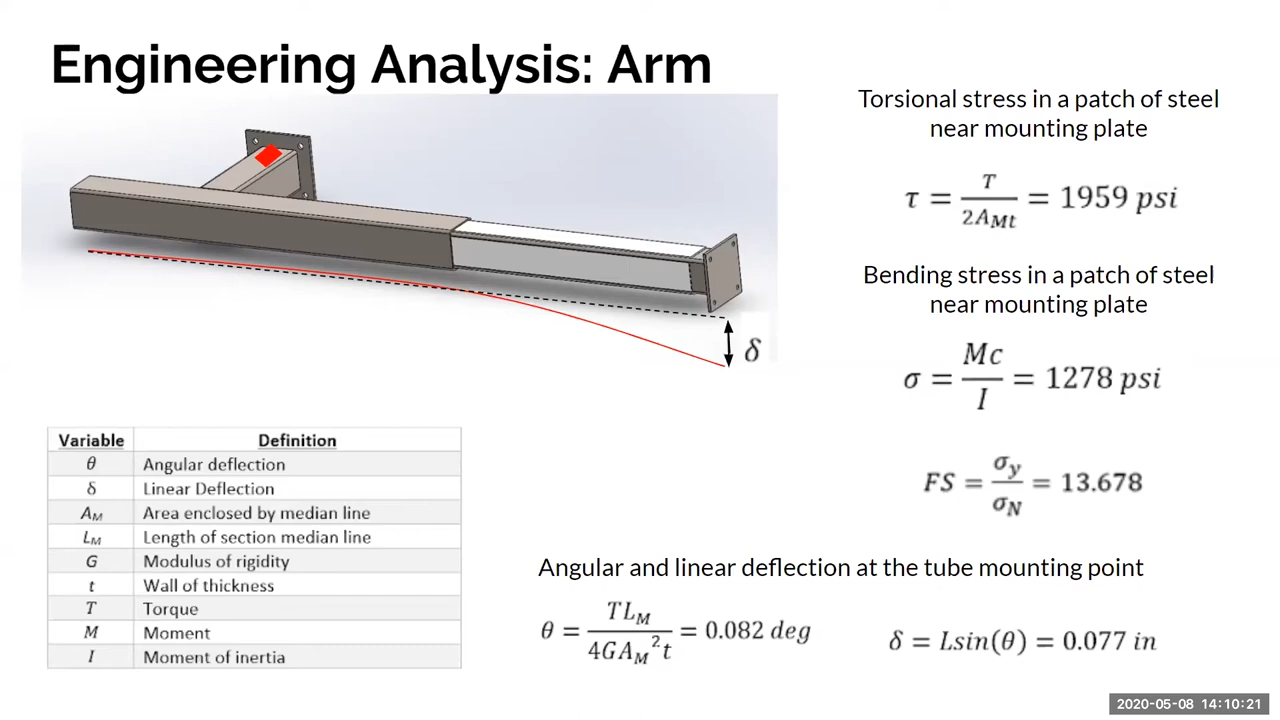 Engineering Analysis: Arm
Torsional stress in a patch of steel
near mounting plate
τ = T / 2A_Mt = 1959 psi
Bending stress in a patch of steel
near mounting plate
σ = Mc / I = 1278 psi
FS = σ_y / σ_N = 13.678
δ
Variable Definition
θ Angular deflection
δ Linear Deflection
A_M Area enclosed by median line
L_M Length of section median line
G Modulus of rigidity
t Wall of thickness
T Torque
M Moment
I Moment of inertia
Angular and linear deflection at the tube mounting point
θ = TL_M / 4GA_M²t = 0.082 deg
δ = Lsin(θ) = 0.077 in
2020-05-08 14:10:21